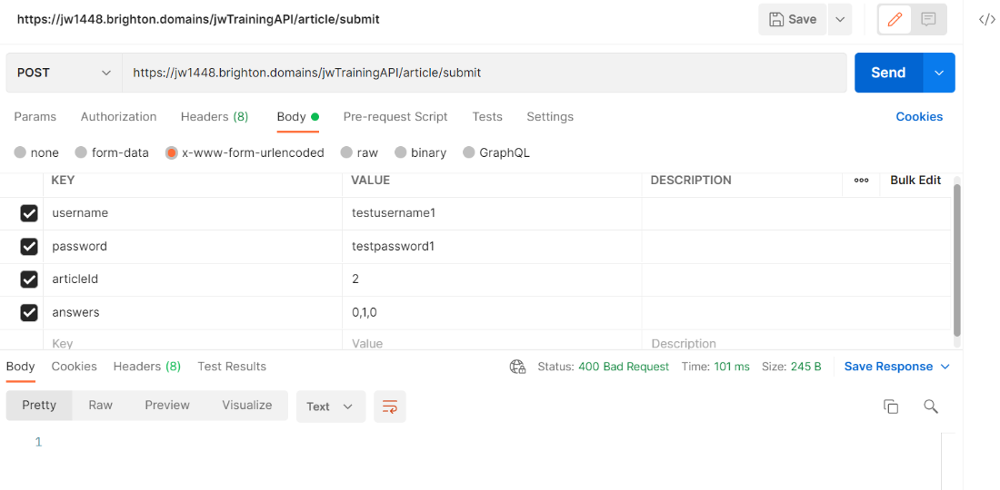 https://jw1448.brighton.domains/jwTrainingAPI/article/submit Save </>
POST https://jw1448.brighton.domains/jwTrainingAPI/article/submit Send
Params Authorization Headers (8) Body Pre-request Script Tests Settings Cookies
none form-data x-www-form-urlencoded raw binary GraphQL
KEY VALUE DESCRIPTION ooo Bulk Edit
username testusername1
password testpassword1
articleId 2
answers 0,1,0
Key Value Description
Body Cookies Headers (8) Test Results Status: 400 Bad Request Time: 101 ms Size: 245 B Save Response
Pretty Raw Preview Visualize Text
1